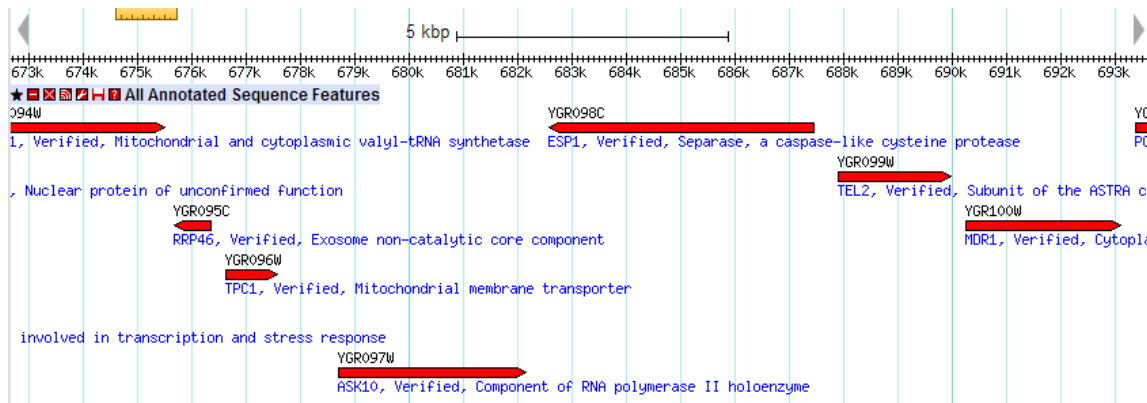 5 kbp
673k 674k 675k 676k 677k 678k 679k 680k 681k 682k 683k 684k 685k 686k 687k 688k 689k 690k 691k 692k 693k
All Annotated Sequence Features
094W YGR098C YG
1, Verified, Mitochondrial and cytoplasmic valyl-tRNA synthetase ESP1, Verified, Separase, a caspase-like cysteine protease PO
YGR099W
, Nuclear protein of unconfirmed function TEL2, Verified, Subunit of the ASTRA c
YGR095C YGR100W
RRP46, Verified, Exosome non-catalytic core component MDR1, Verified, Cytopla
YGR096W
TPC1, Verified, Mitochondrial membrane transporter
involved in transcription and stress response
YGR097W
ASK10, Verified, Component of RNA polymerase II holoenzyme